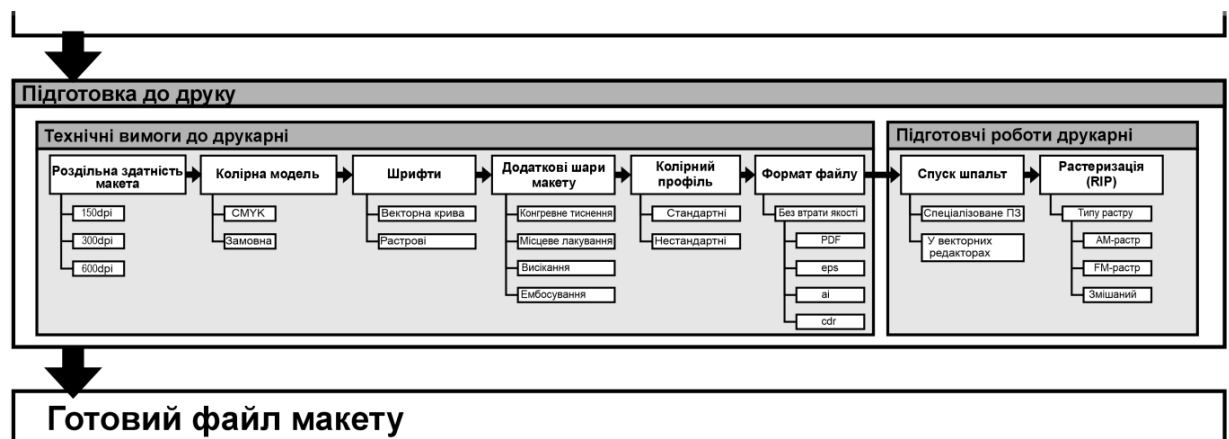 Підготовка до друку
Технічні вимоги до друкарні
Роздільна здатність
макета
150dpi
300dpi
600dpi
Колірна модель
CMYK
Замовна
Шрифти
Векторна крива
Растрові
Додаткові шари
макету
Конгревне тиснення
Місцеве лакування
Висікання
Ембосування
Колірний
профіль
Стандартні
Нестандартні
Формат файлу
Без втрати якості
PDF
eps
ai
cdr
Підготовчі роботи друкарні
Спуск шпальт
Спеціалізоване ПЗ
У векторних
редакторах
Растеризація
(RIP)
Типу растру
АМ-растр
FM-растр
Змішаний
Готовий файл макету